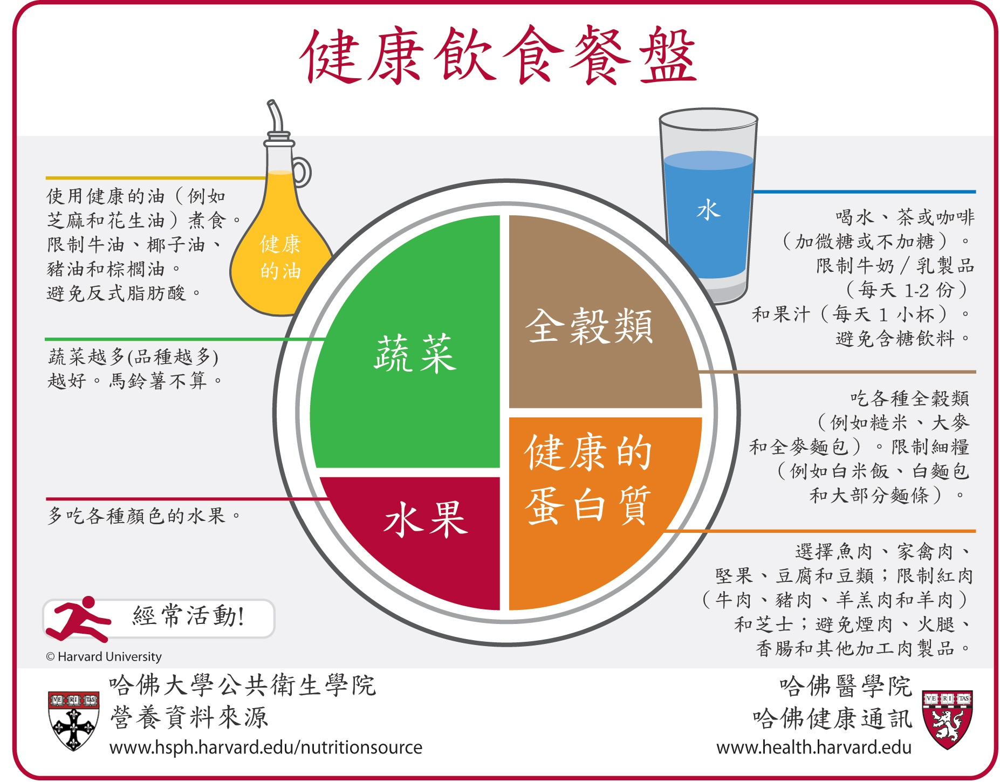 健康飲食餐盤
使用健康的油（例如
芝麻和花生油）煮食。
限制牛油、椰子油、
豬油和棕櫚油。
避免反式脂肪酸。
健康
的油
蔬菜越多(品種越多)
越好。馬鈴薯不算。
多吃各種顏色的水果。
蔬菜
水果
全穀類
健康的
蛋白質
水
喝水、茶或咖啡
（加微糖或不加糖）。
限制牛奶/乳製品
（每天 1-2 份）
和果汁（每天 1 小杯）。
避免含糖飲料。
吃各種全穀類
（例如糙米、大麥
和全麥麵包）。限制細糧
（例如白米飯、白麵包
和大部分麵條）。
選擇魚肉、家禽肉、
堅果、豆腐和豆類；限制紅肉
（牛肉、豬肉、羊羔肉和羊肉）
和芝士；避免煙肉、火腿、
香腸和其他加工肉製品。
經常活動!
© Harvard University
VE RI TAS
哈佛大學公共衛生學院
營養資料來源
www.hsph.harvard.edu/nutritionsource
哈佛醫學院
哈佛健康通訊
www.health.harvard.edu
VE RI TAS